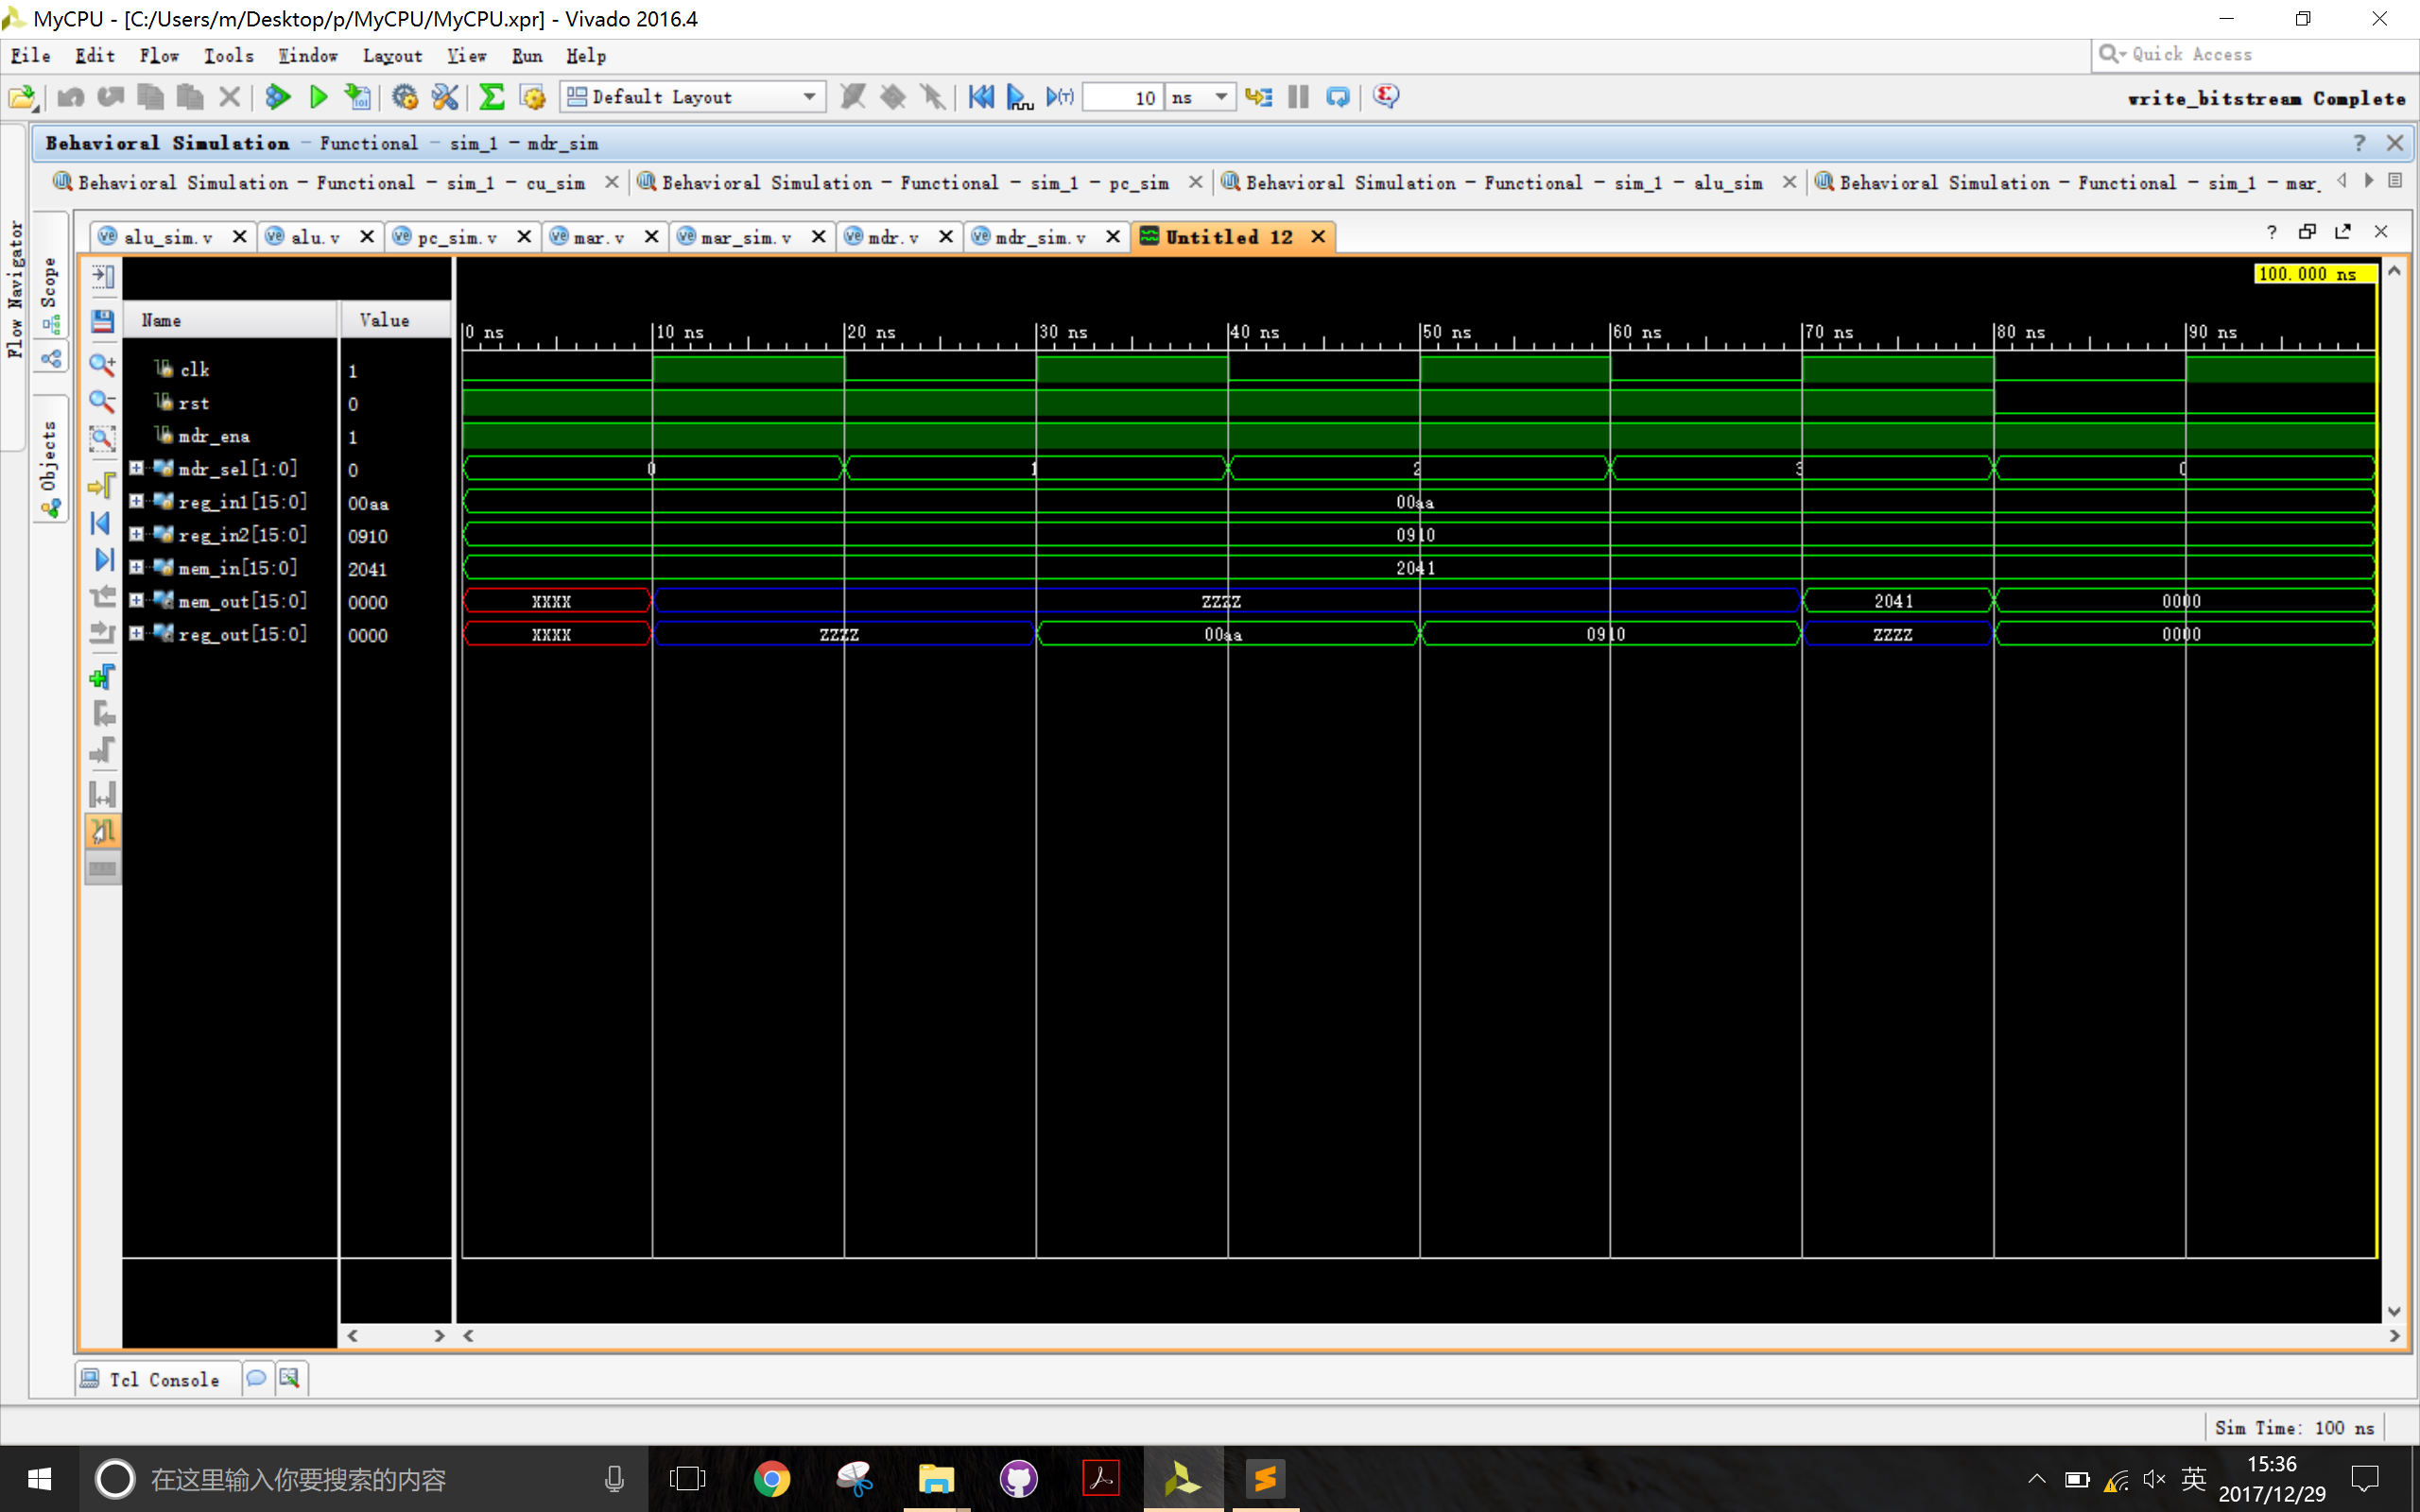 MyCPU - [C:/Users/m/Desktop/p/MyCPU/MyCPU.xpr] - Vivado 2016.4
File Edit Flow Tools Window Layout View Run Help
Quick Access
Default Layout
10 ns
write_bitstream Complete
Behavioral Simulation - Functional - sim_1 - mdr_sim
Behavioral Simulation - Functional - sim_1 - cu_sim
Behavioral Simulation - Functional - sim_1 - pc_sim
Behavioral Simulation - Functional - sim_1 - alu_sim
Behavioral Simulation - Functional - sim_1 - mar_
Flow Navigator
Scope
Objects
alu_sim.v alu.v pc_sim.v mar.v mar_sim.v mdr.v mdr_sim.v Untitled 12
100.000 ns
Name Value
0 ns 10 ns 20 ns 30 ns 40 ns 50 ns 60 ns 70 ns 80 ns 90 ns
clk 1
rst 0
mdr_ena 1
mdr_sel[1:0] 0 0 1 2 3 0
reg_in1[15:0] 00aa 00aa
reg_in2[15:0] 0910 0910
mem_in[15:0] 2041 2041
mem_out[15:0] 0000 XXXX ZZZZ 2041 0000
reg_out[15:0] 0000 XXXX ZZZZ 00aa 0910 ZZZZ 0000
Tcl Console
Sim Time: 100 ns
在这里输入你要搜索的内容
英
15:36
2017/12/29